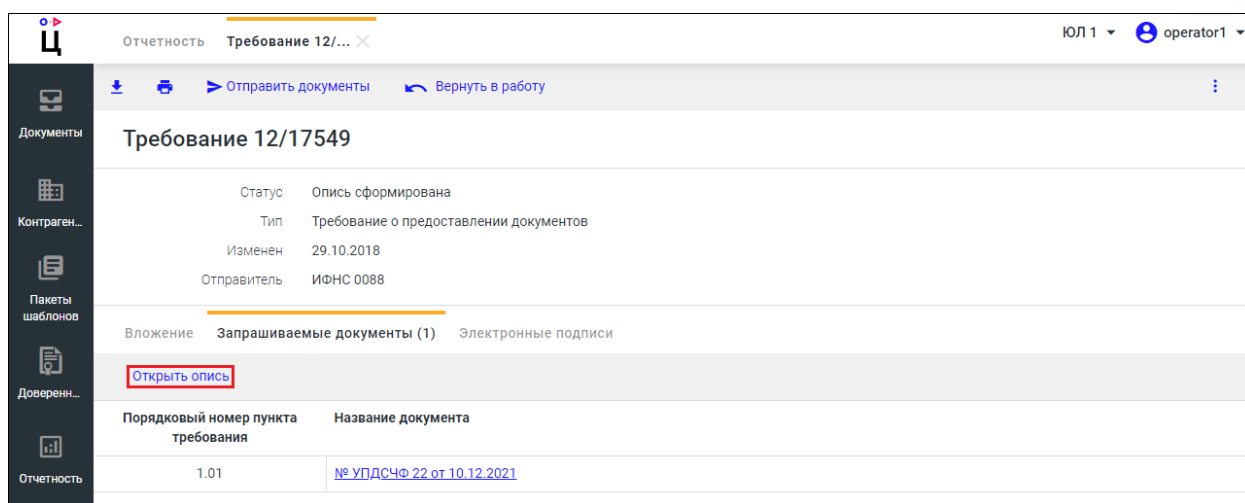 Ц
Отчетность Требование 12/...
ЮЛ 1 operator1
Отправить документы Вернуть в работу
Документы
Требование 12/17549
Контраген...
Статус Опись сформирована
Тип Требование о предоставлении документов
Изменен 29.10.2018
Отправитель ИФНС 0088
Пакеты
шаблонов
Вложение Запрашиваемые документы (1) Электронные подписи
Открыть опись
Доверенн...
Порядковый номер пункта
требования
Название документа
1.01 № УПДСЧФ 22 от 10.12.2021
Отчетность